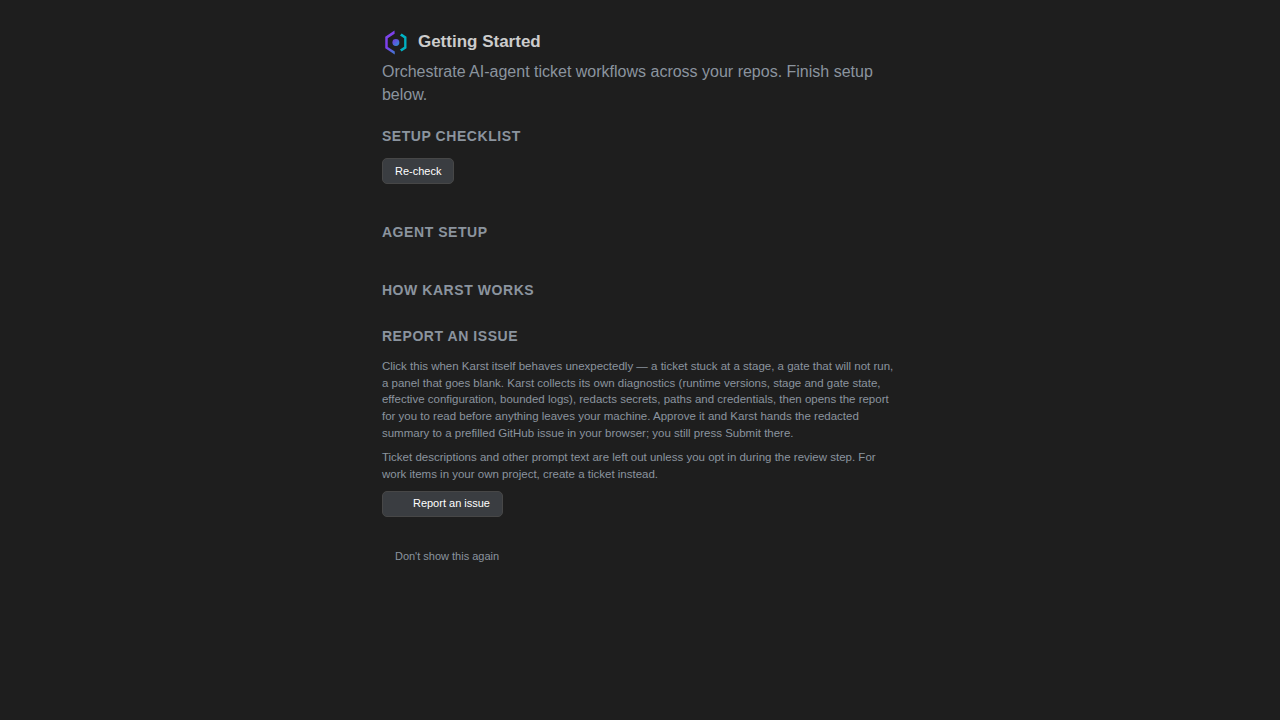 Getting Started
Orchestrate AI-agent ticket workflows across your repos. Finish setup
below.
SETUP CHECKLIST
Re-check
AGENT SETUP
HOW KARST WORKS
REPORT AN ISSUE
Click this when Karst itself behaves unexpectedly — a ticket stuck at a stage, a gate that will not run,
a panel that goes blank. Karst collects its own diagnostics (runtime versions, stage and gate state,
effective configuration, bounded logs), redacts secrets, paths and credentials, then opens the report
for you to read before anything leaves your machine. Approve it and Karst hands the redacted
summary to a prefilled GitHub issue in your browser; you still press Submit there.
Ticket descriptions and other prompt text are left out unless you opt in during the review step. For
work items in your own project, create a ticket instead.
Report an issue
Don't show this again